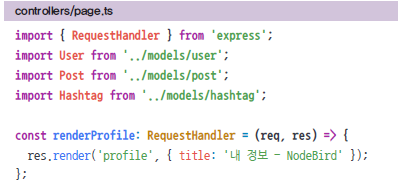 controllers/page.ts
import { RequestHandler } from 'express';
import User from '../models/user';
import Post from '../models/post';
import Hashtag from '../models/hashtag';
const renderProfile: RequestHandler = (req, res) => {
res.render('profile', { title: '내 정보 - NodeBird' });
};